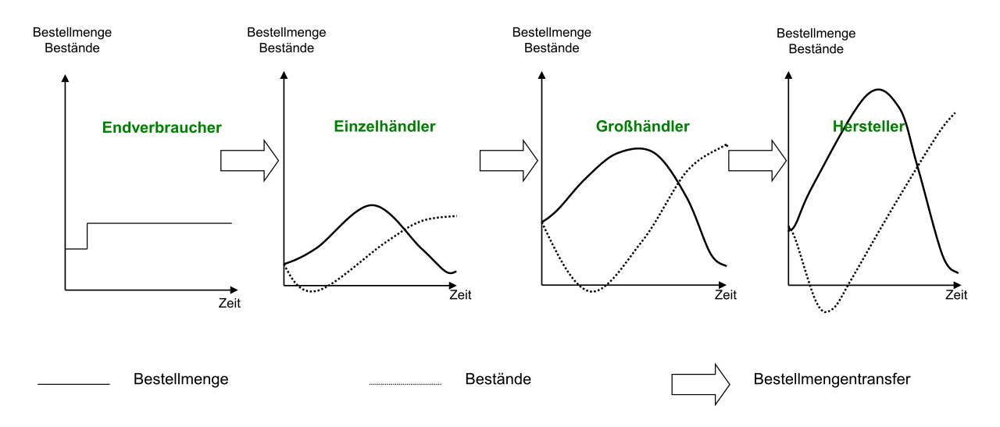 Bestellmenge
Bestände
Endverbraucher
Zeit
Bestellmenge
Bestände
Einzelhändler
Zeit
Bestellmenge
Bestände
Großhändler
Zeit
Bestellmenge
Bestände
Hersteller
Zeit
Bestellmenge
Bestände
Bestellmengentransfer